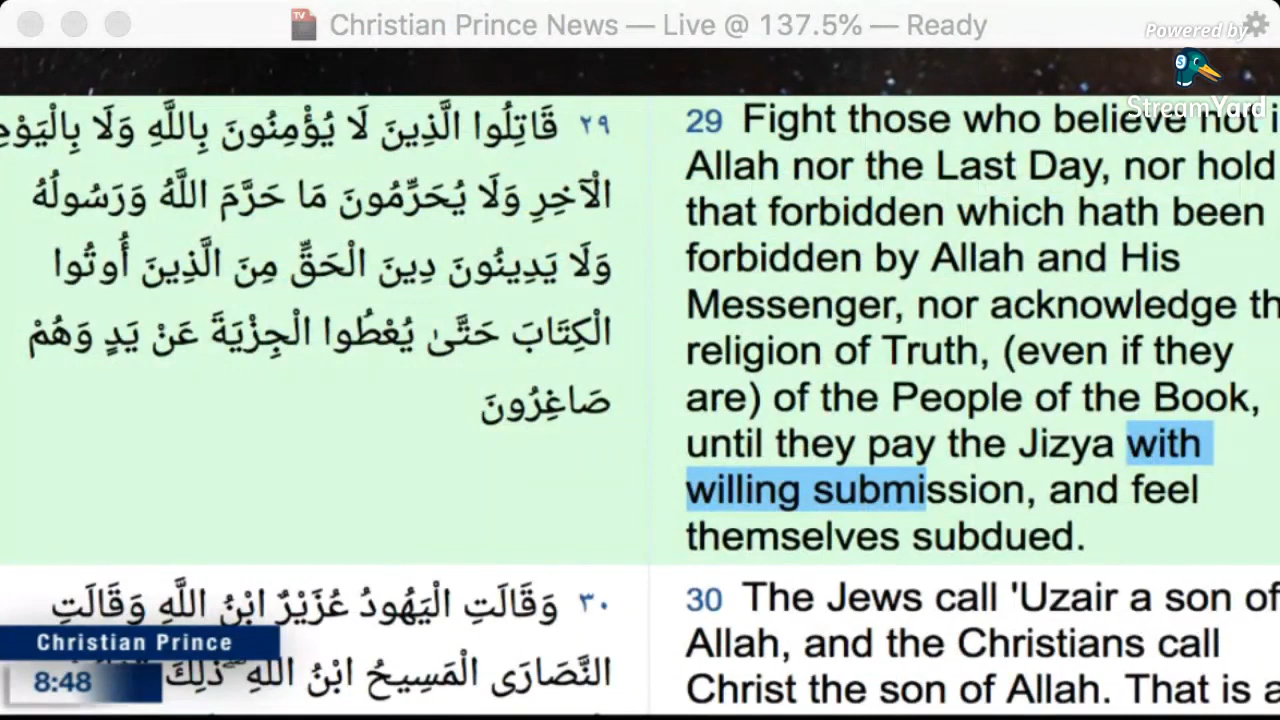 Christian Prince News — Live @ 137.5% — Ready
Powered by
StreamYard
٢٩ قَاتِلُوا الَّذِينَ لَا يُؤْمِنُونَ بِاللَّهِ وَلَا بِالْيَوْمِ
الْآخِرِ وَلَا يُحَرِّمُونَ مَا حَرَّمَ اللَّهُ وَرَسُولُهُ
وَلَا يَدِينُونَ دِينَ الْحَقِّ مِنَ الَّذِينَ أُوتُوا
الْكِتَابَ حَتَّىٰ يُعْطُوا الْجِزْيَةَ عَنْ يَدٍ وَهُمْ
صَاغِرُونَ
29 Fight those who believe not i
Allah nor the Last Day, nor hold
that forbidden which hath been
forbidden by Allah and His
Messenger, nor acknowledge th
religion of Truth, (even if they
are) of the People of the Book,
until they pay the Jizya with
willing submission, and feel
themselves subdued.
٣٠ وَقَالَتِ الْيَهُودُ عُزَيْرٌ ابْنُ اللَّهِ وَقَالَتِ
النَّصَارَى الْمَسِيحُ ابْنُ اللَّهِ ۖ ذَٰلِكَ
30 The Jews call 'Uzair a son of
Allah, and the Christians call
Christ the son of Allah. That is a
Christian Prince
8:48